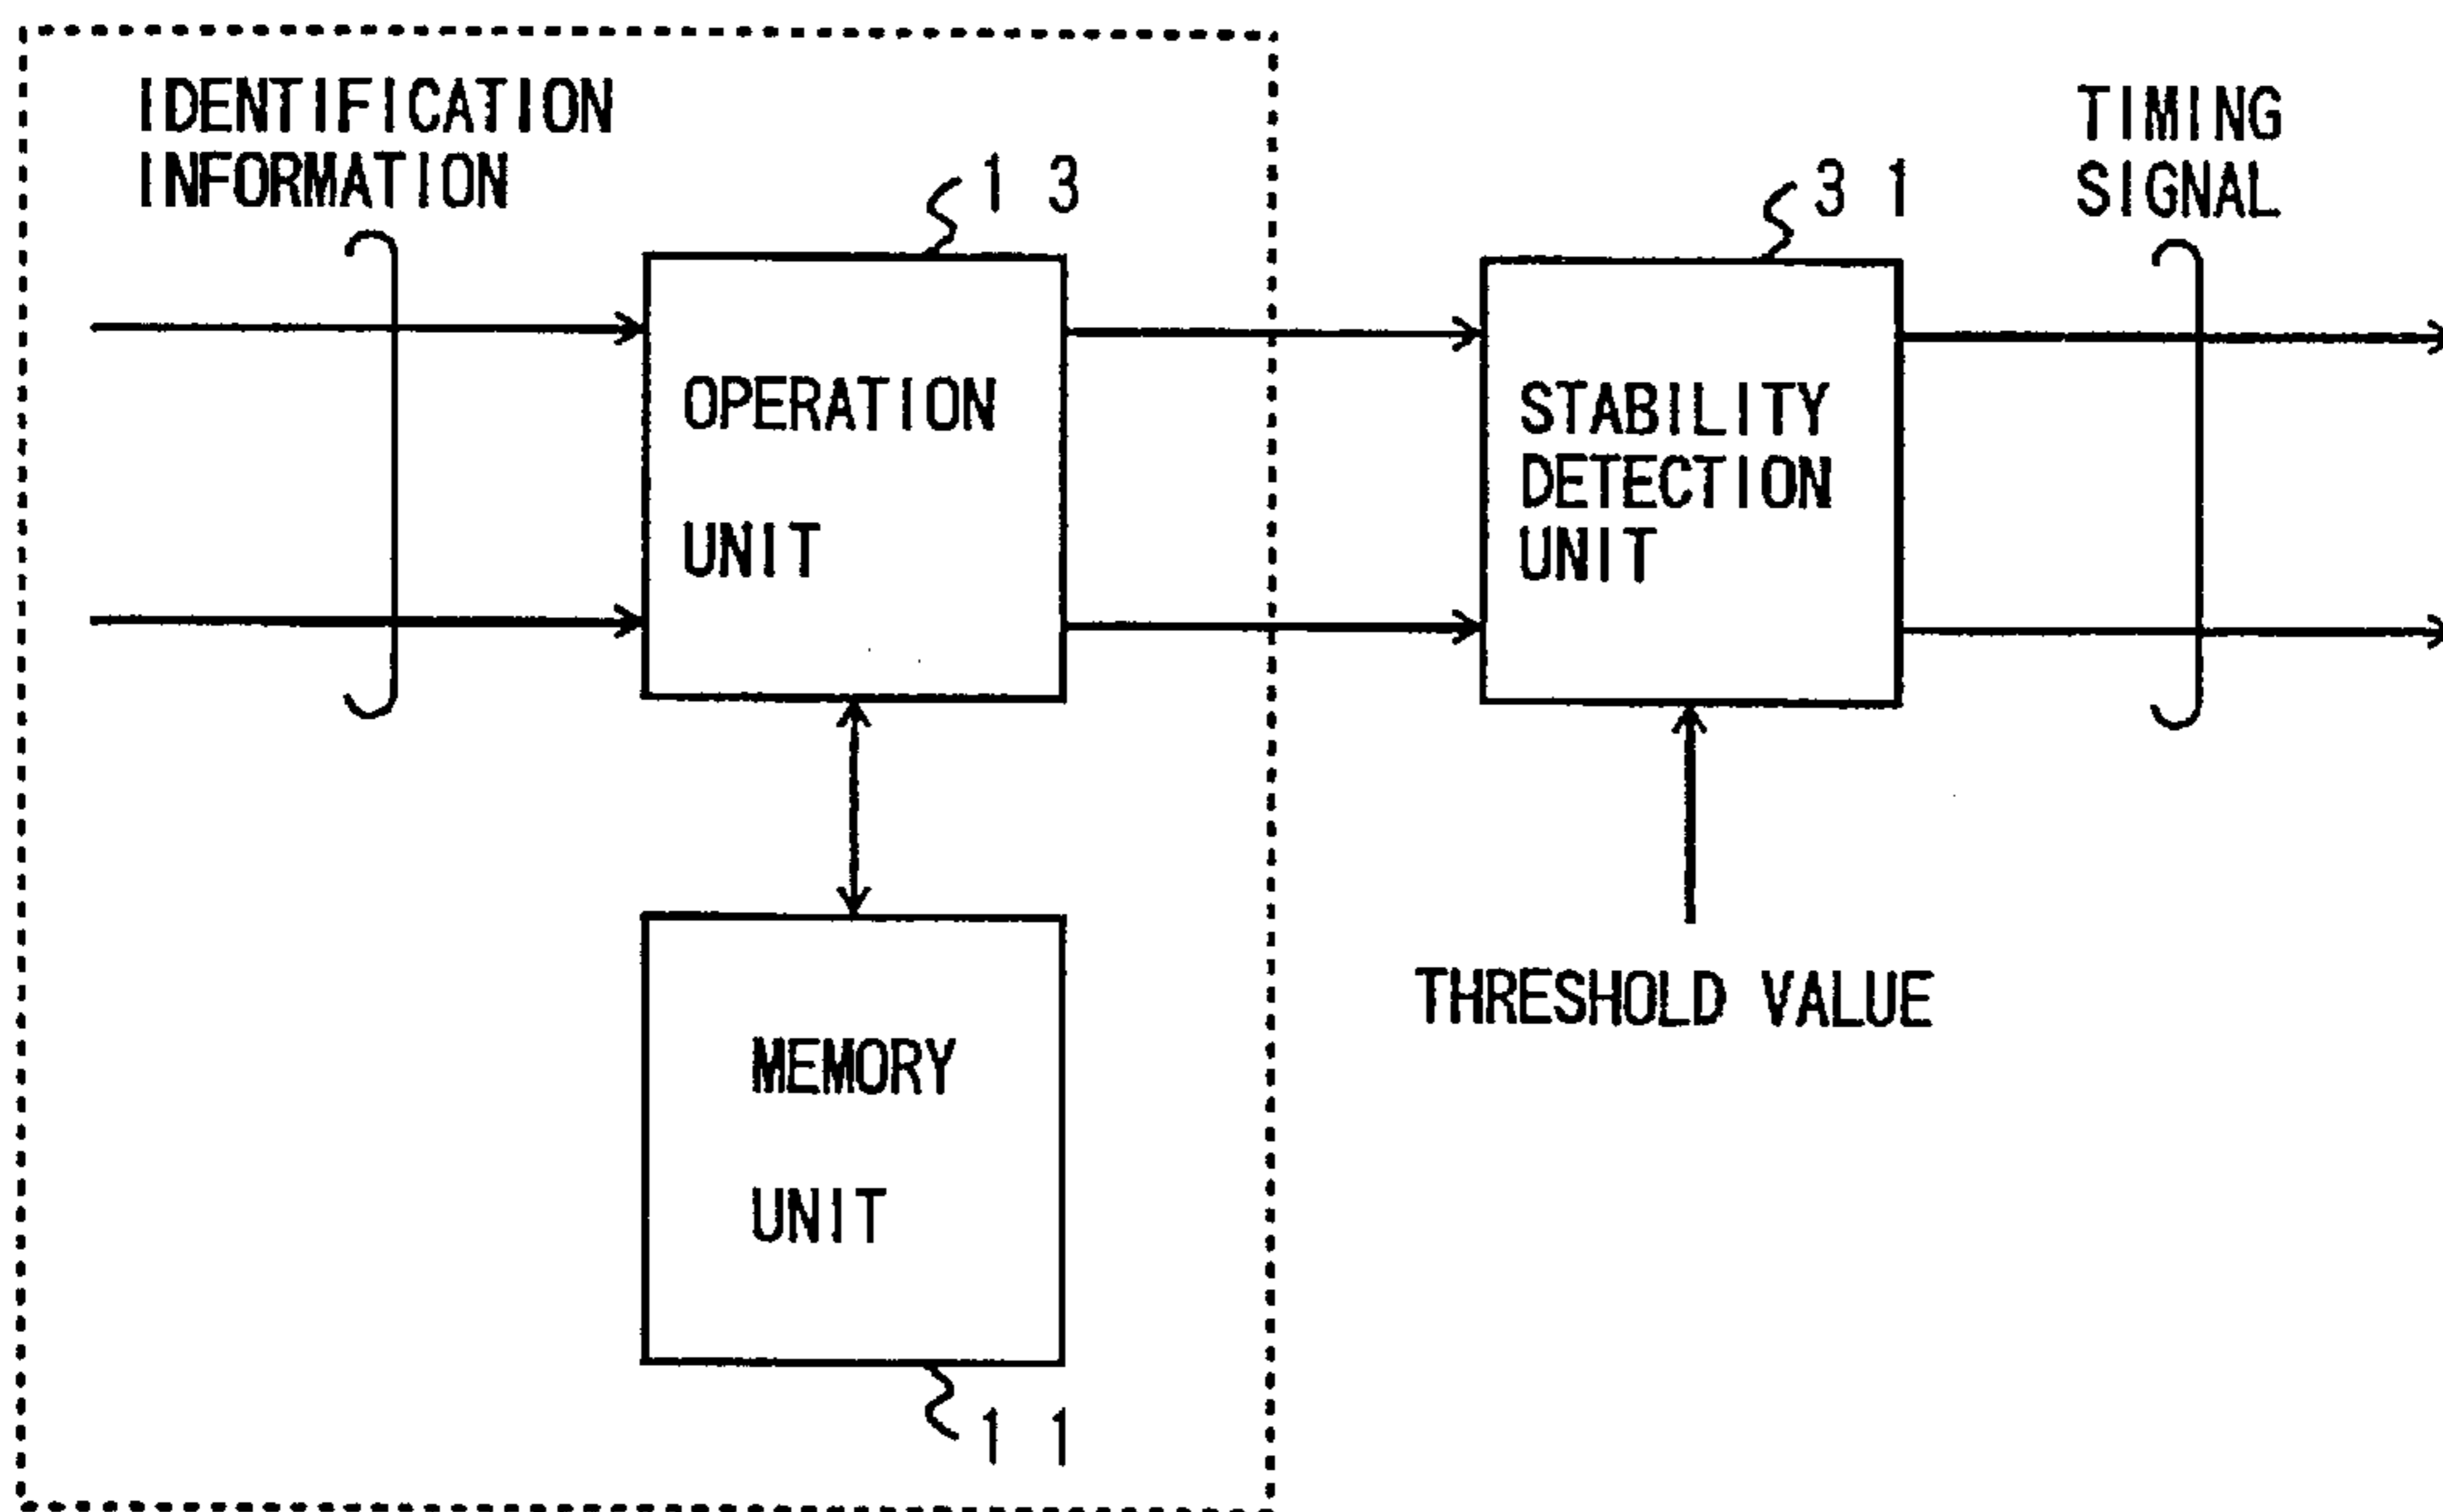 IDENTIFICATION
INFORMATION
13
31
TIMING
SIGNAL
OPERATION
UNIT
STABILITY
DETECTION
UNIT
THRESHOLD VALUE
MEMORY
UNIT
11